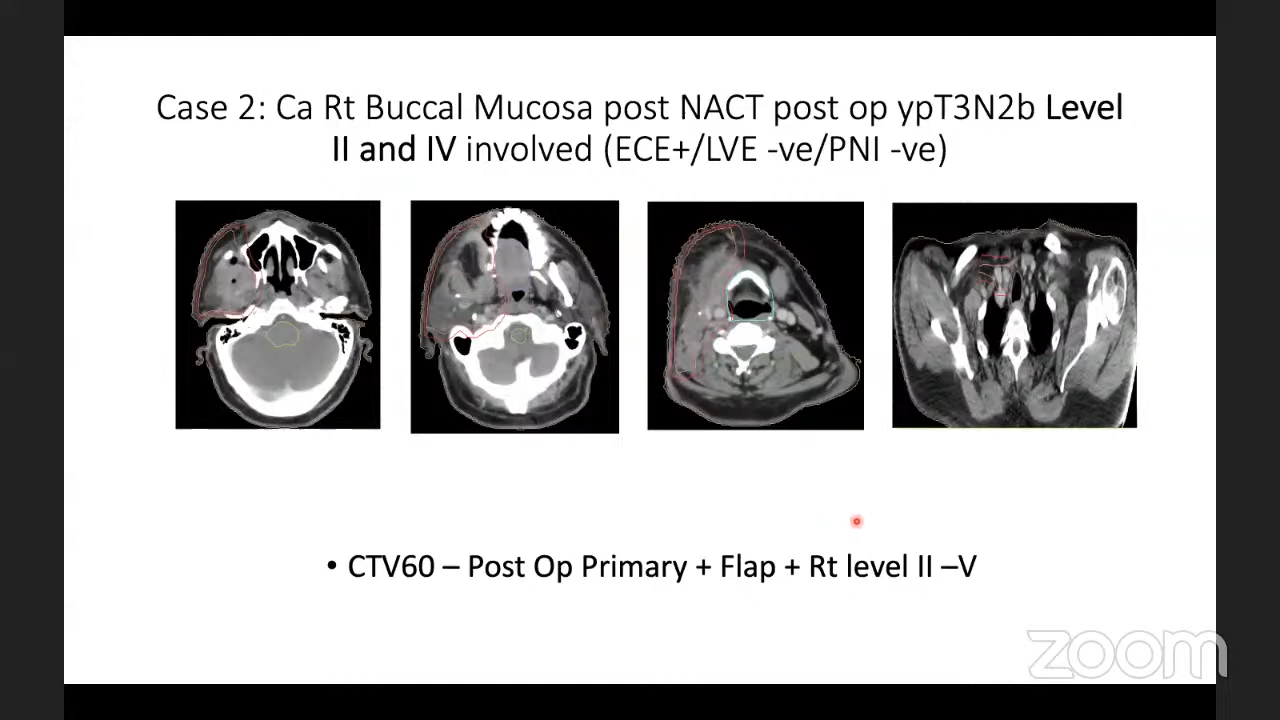 Case 2: Ca Rt Buccal Mucosa post NACT post op ypT3N2b Level
II and IV involved (ECE+/LVE -ve/PNI -ve)
• CTV60 – Post Op Primary + Flap + Rt level II –V
zoom